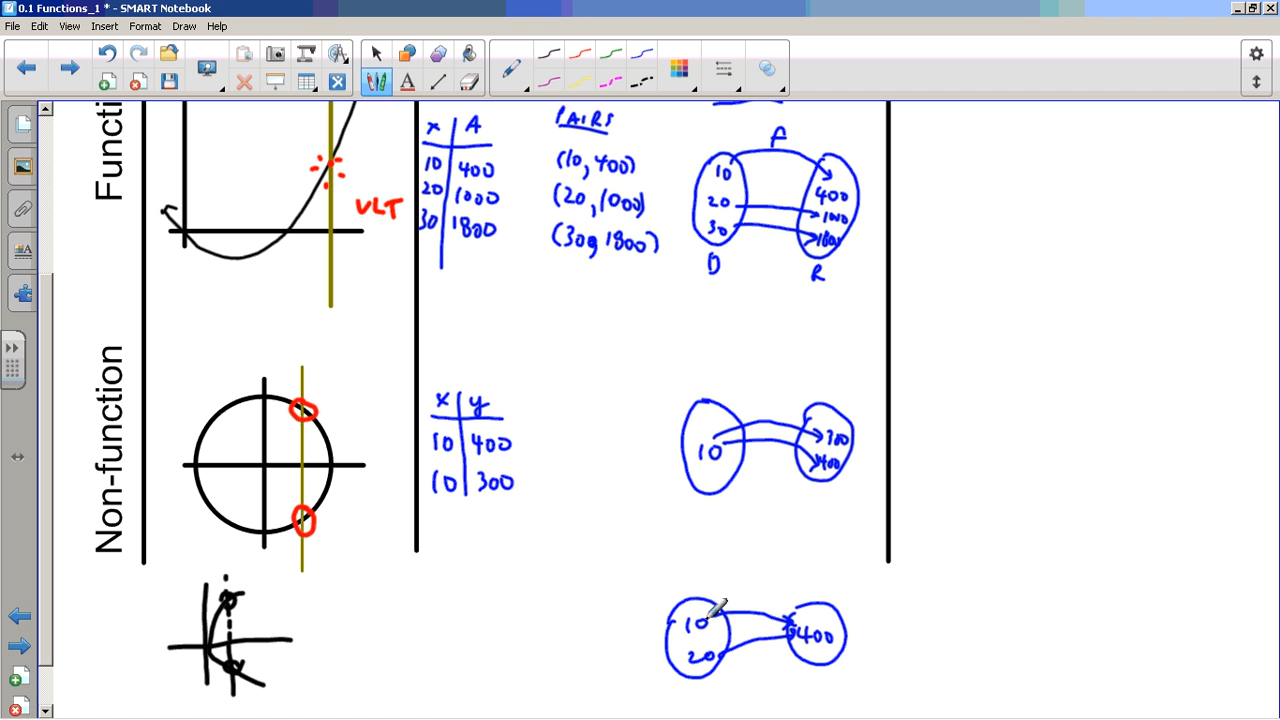 0.1 Functions_1 * - SMART Notebook
File Edit View Insert Format Draw Help
Functi
VLT
x A
10 400
20 1000
30 1800
PAIRS
(10, 400)
(20, 1000)
(30, 1800)
f
10
20
30
D
400
1000
1800
R
Non-function
x y
10 400
10 300
10
300
400
10
20
400